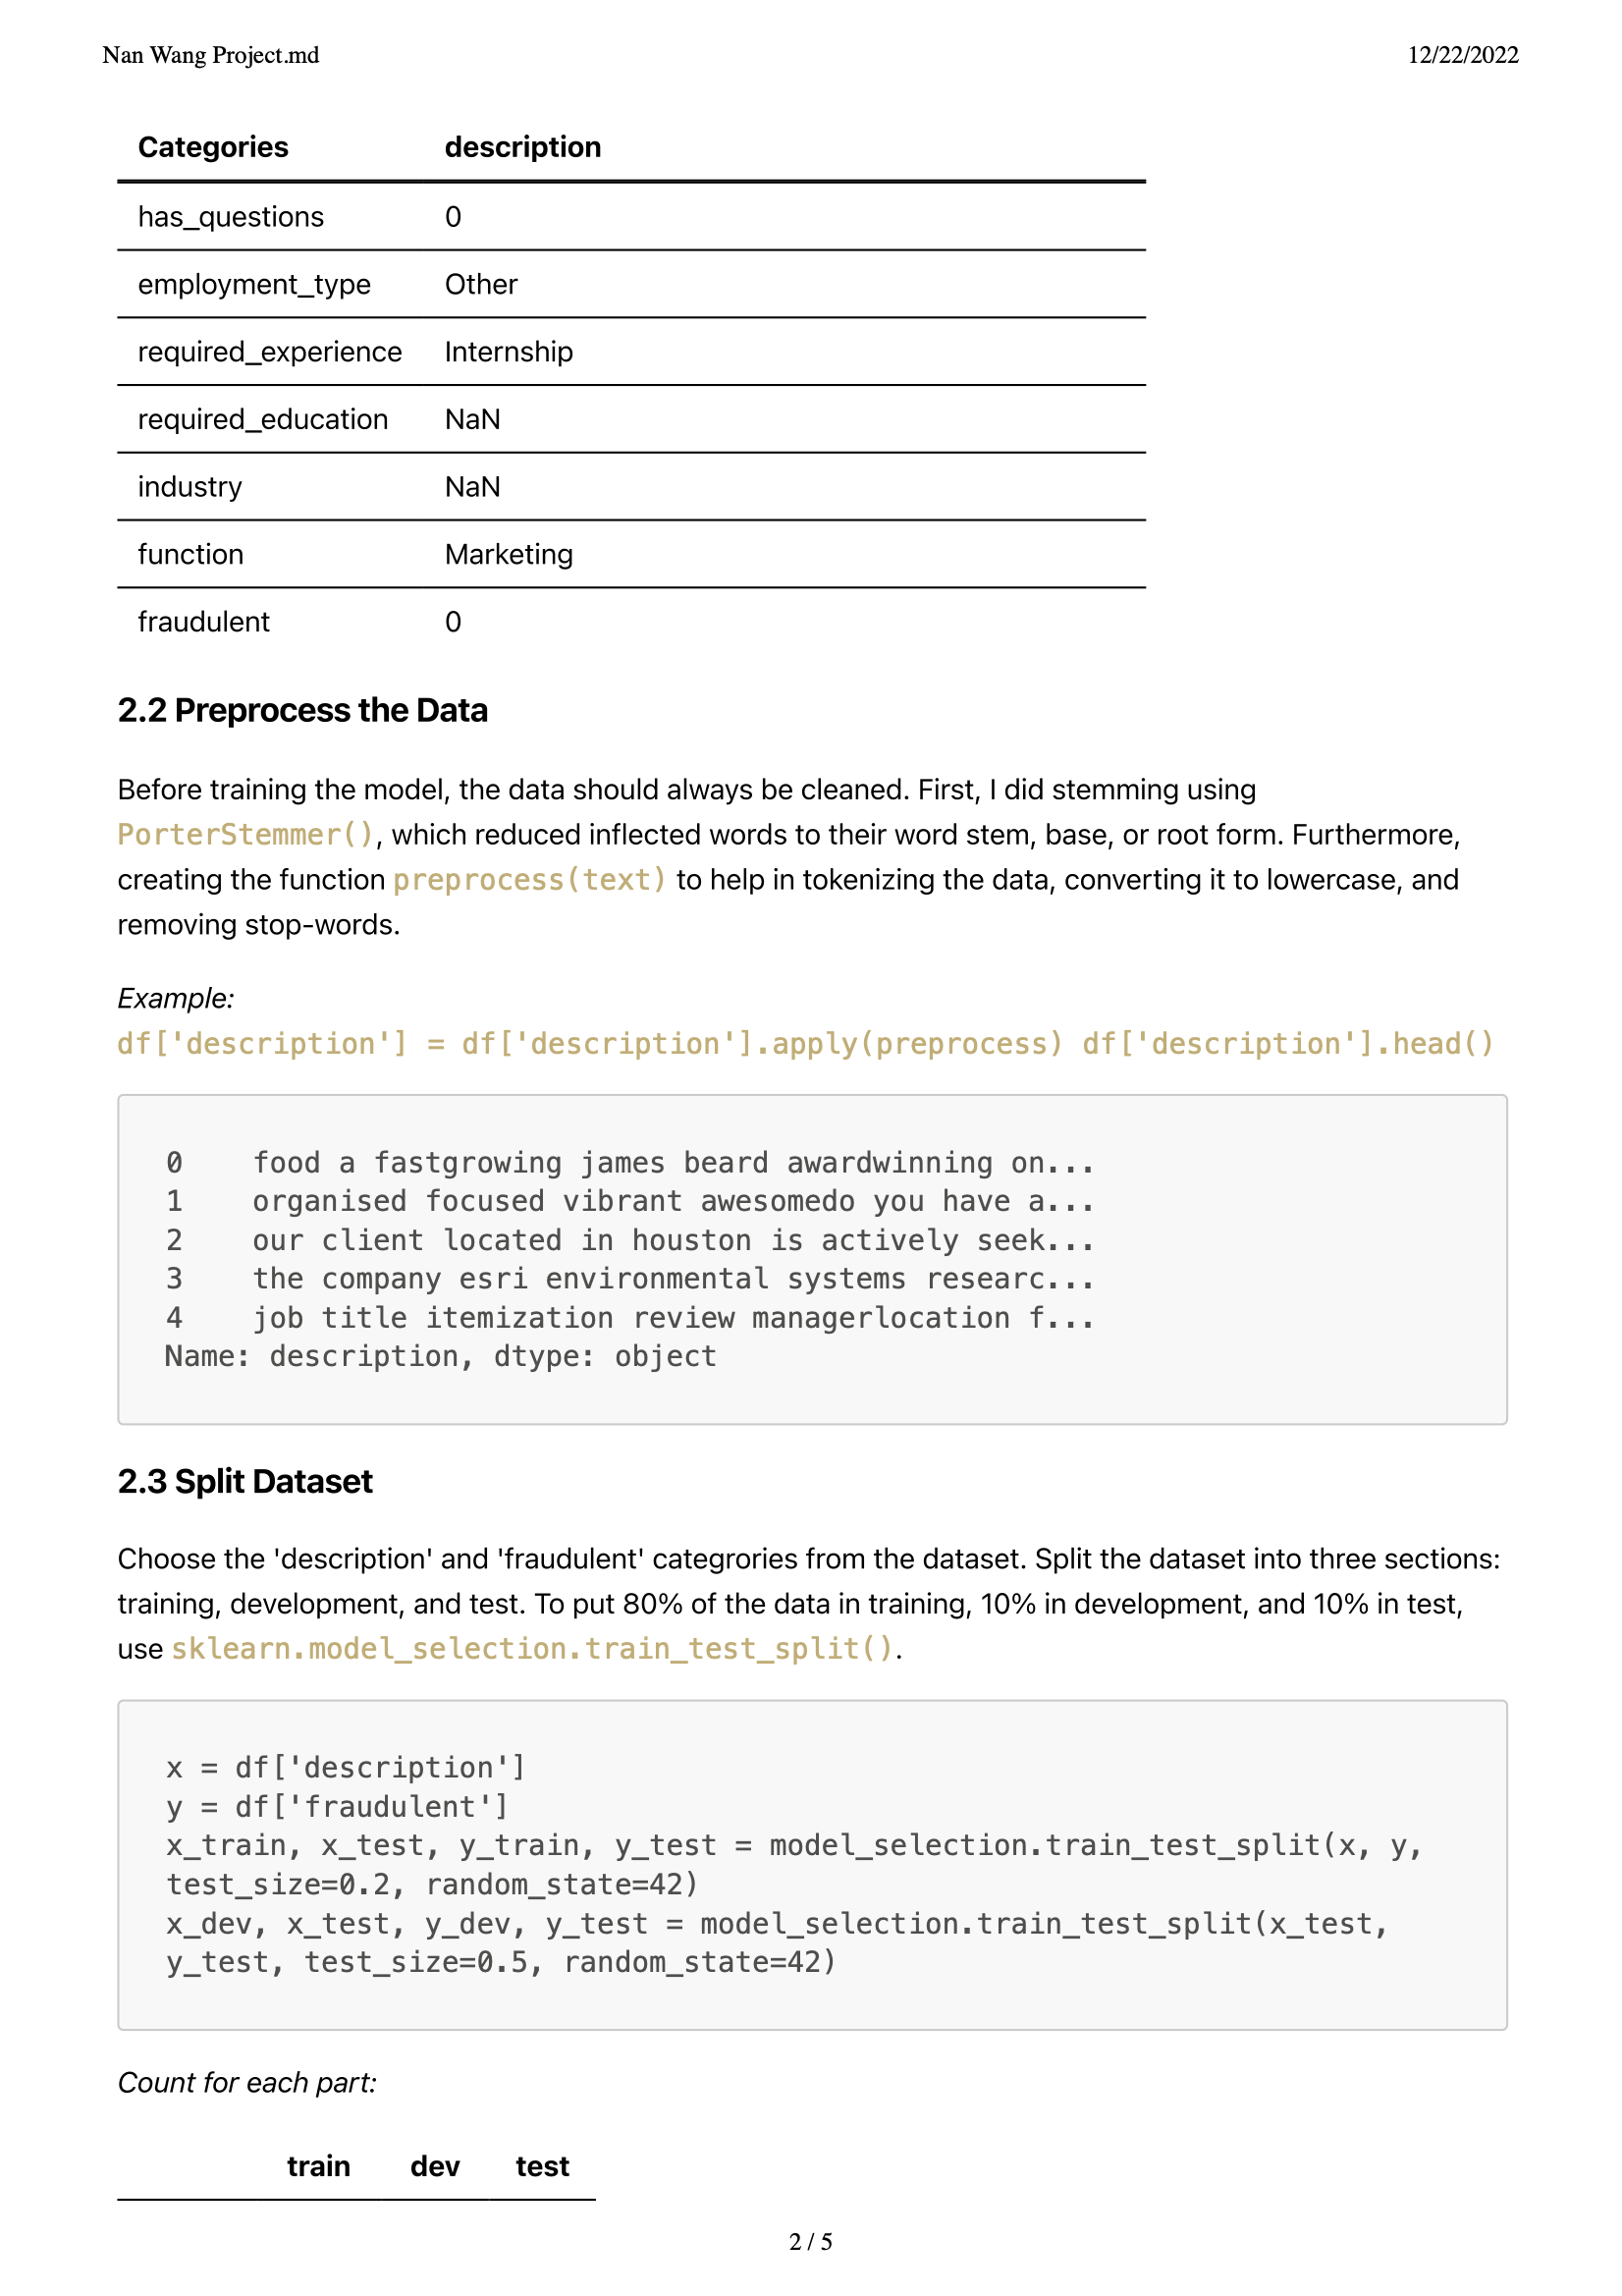 Nan Wang Project.md 12/22/2022
Categories description
has_questions 0
employment_type Other
required_experience Internship
required_education NaN
industry NaN
function Marketing
fraudulent 0
2.2 Preprocess the Data
Before training the model, the data should always be cleaned. First, I did stemming using
PorterStemmer(), which reduced inflected words to their word stem, base, or root form. Furthermore,
creating the function preprocess(text) to help in tokenizing the data, converting it to lowercase, and
removing stop-words.
Example:
df['description'] = df['description'].apply(preprocess) df['description'].head()
0    food a fastgrowing james beard awardwinning on...
1    organised focused vibrant awesomedo you have a...
2    our client located in houston is actively seek...
3    the company esri environmental systems researc...
4    job title itemization review managerlocation f...
Name: description, dtype: object
2.3 Split Dataset
Choose the 'description' and 'fraudulent' categrories from the dataset. Split the dataset into three sections:
training, development, and test. To put 80% of the data in training, 10% in development, and 10% in test,
use sklearn.model_selection.train_test_split().
x = df['description']
y = df['fraudulent']
x_train, x_test, y_train, y_test = model_selection.train_test_split(x, y,
test_size=0.2, random_state=42)
x_dev, x_test, y_dev, y_test = model_selection.train_test_split(x_test,
y_test, test_size=0.5, random_state=42)
Count for each part:
train dev test
2 / 5